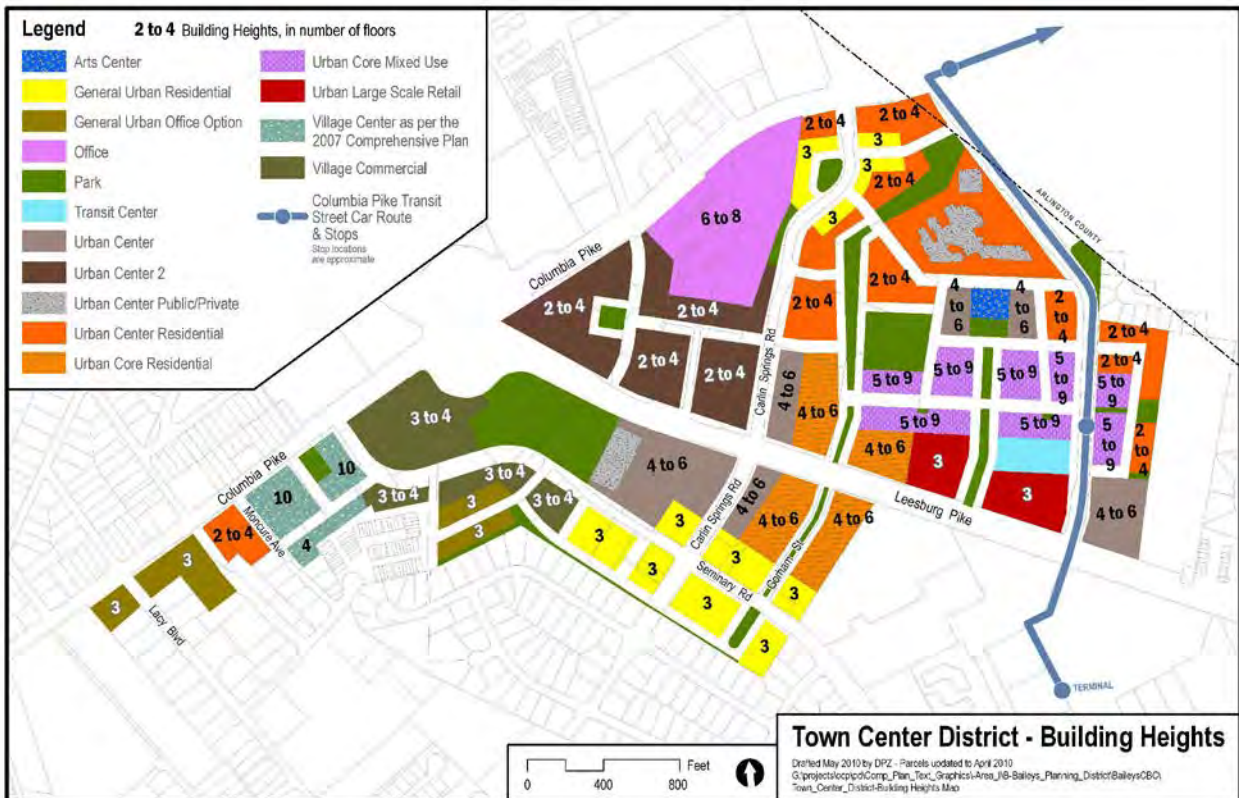 Legend
2 to 4 Building Heights, in number of floors
Arts Center
General Urban Residential
General Urban Office Option
Office
Park
Transit Center
Urban Center
Urban Center 2
Urban Center Public/Private
Urban Center Residential
Urban Core Residential
Urban Core Mixed Use
Urban Large Scale Retail
Village Center as per the
2007 Comprehensive Plan
Village Commercial
Columbia Pike Transit
Street Car Route
& Stops
Stop locations
are approximate
2 to 4
2 to 4
3
3
3
2 to 4
3
6 to 8
ARLINGTON COUNTY
Columbia Pike
2 to 4
2 to 4
2 to 4
2 to 4
2 to 4
2 to 4
Carlin Springs Rd
4 to 6
4 to 6
2 to 4
2 to 4
2 to 4
5 to 9
5 to 9
5 to 9
5 to 9
5 to 9
4 to 6
4 to 6
5 to 9
5 to 9
5 to 9
2 to 4
4 to 6
3
3
4 to 6
Leesburg Pike
3 to 4
Columbia Pike
10
10
3 to 4
3 to 4
3 to 4
3
3
4 to 6
4 to 6
4 to 6
4 to 6
Carlin Springs Rd
Moncure Ave
2 to 4
4
3
3
Lacy Blvd
3
3
3
3
3
3
3
Seminary Rd
Gorham St
TERMINAL
0 400 800
Feet
Town Center District - Building Heights
Drafted May 2010 by DPZ - Parcels updated to April 2010
Town_Center_District-Building Heights Map